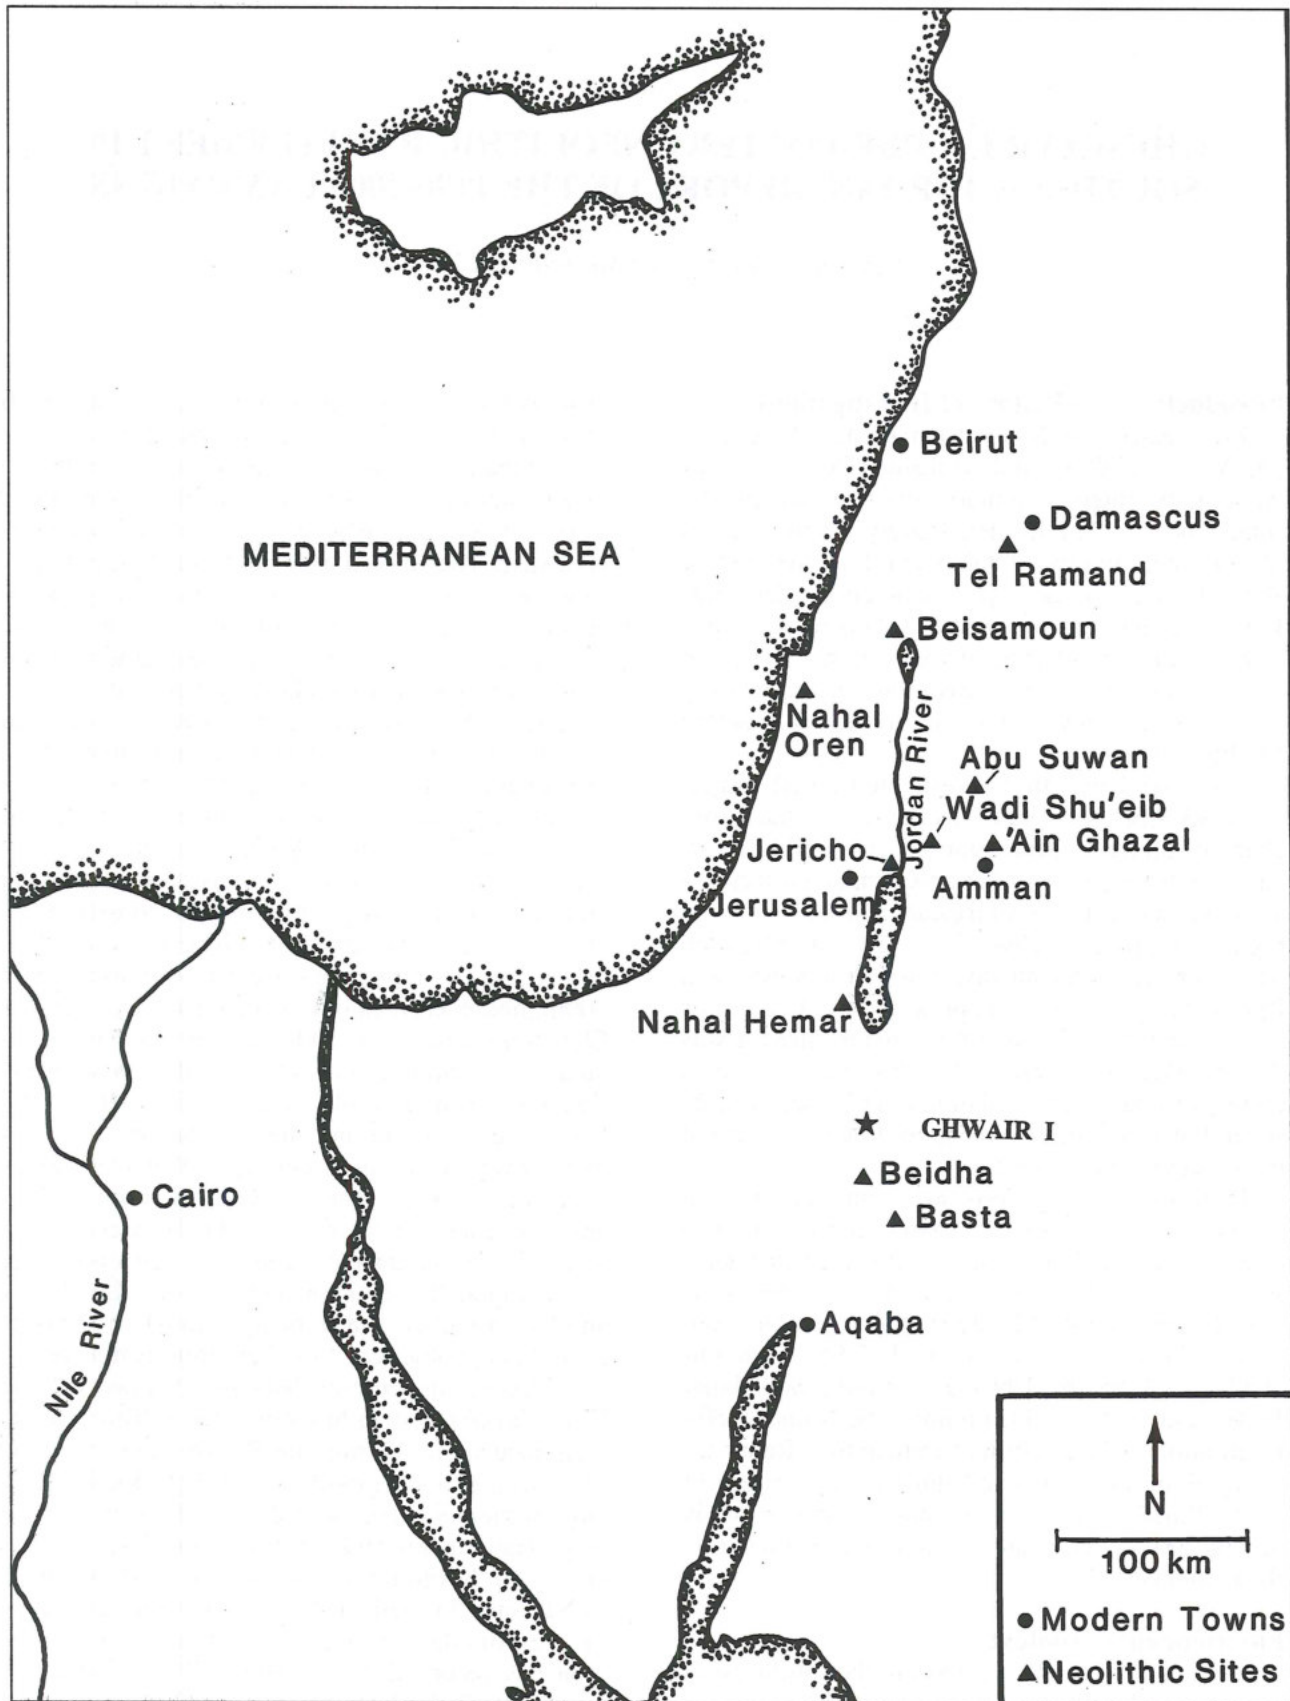 Beirut
Damascus
MEDITERRANEAN SEA
Tel Ramand
Beisamoun
Nahal
Oren
Jordan River
Abu Suwan
Wadi Shu'eib
'Ain Ghazal
Jericho
Amman
Jerusalem
Nahal Hemar
GHWAIR I
Beidha
Cairo
Basta
Nile River
Aqaba
N
100 km
Modern Towns
Neolithic Sites